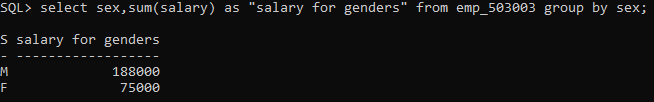 SQL> select sex,sum(salary) as "salary for genders" from emp_503003 group by sex;
S salary for genders
- ------------------
M 188000
F 75000